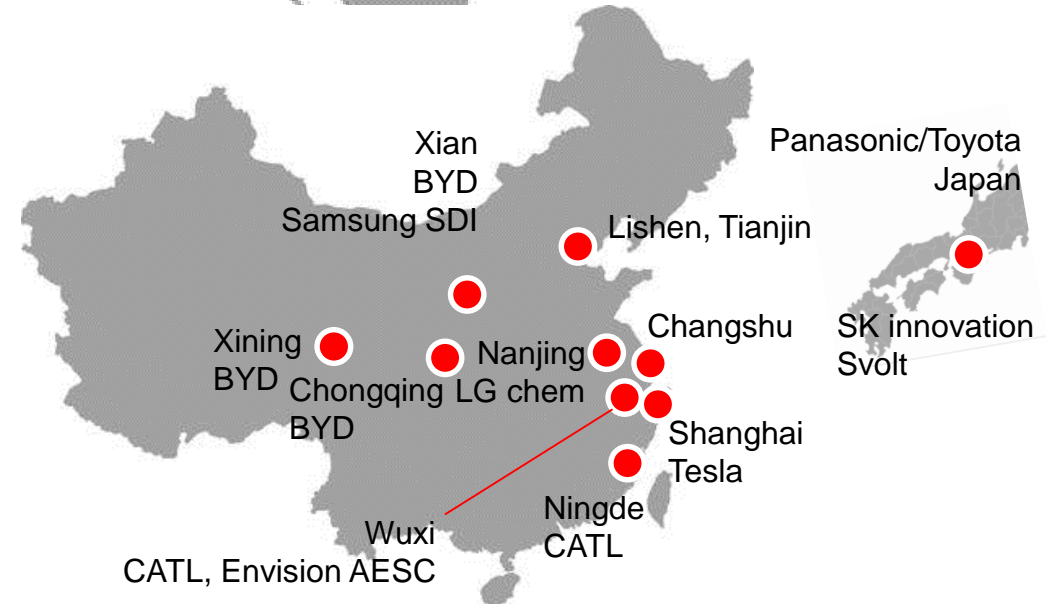 Xian
BYD
Samsung SDI
Panasonic/Toyota
Japan
Lishen, Tianjin
Xining
BYD
Chongqing
BYD
Nanjing
LG chem
Changshu
SK innovation
Svolt
Shanghai
Tesla
Ningde
CATL
Wuxi
CATL, Envision AESC